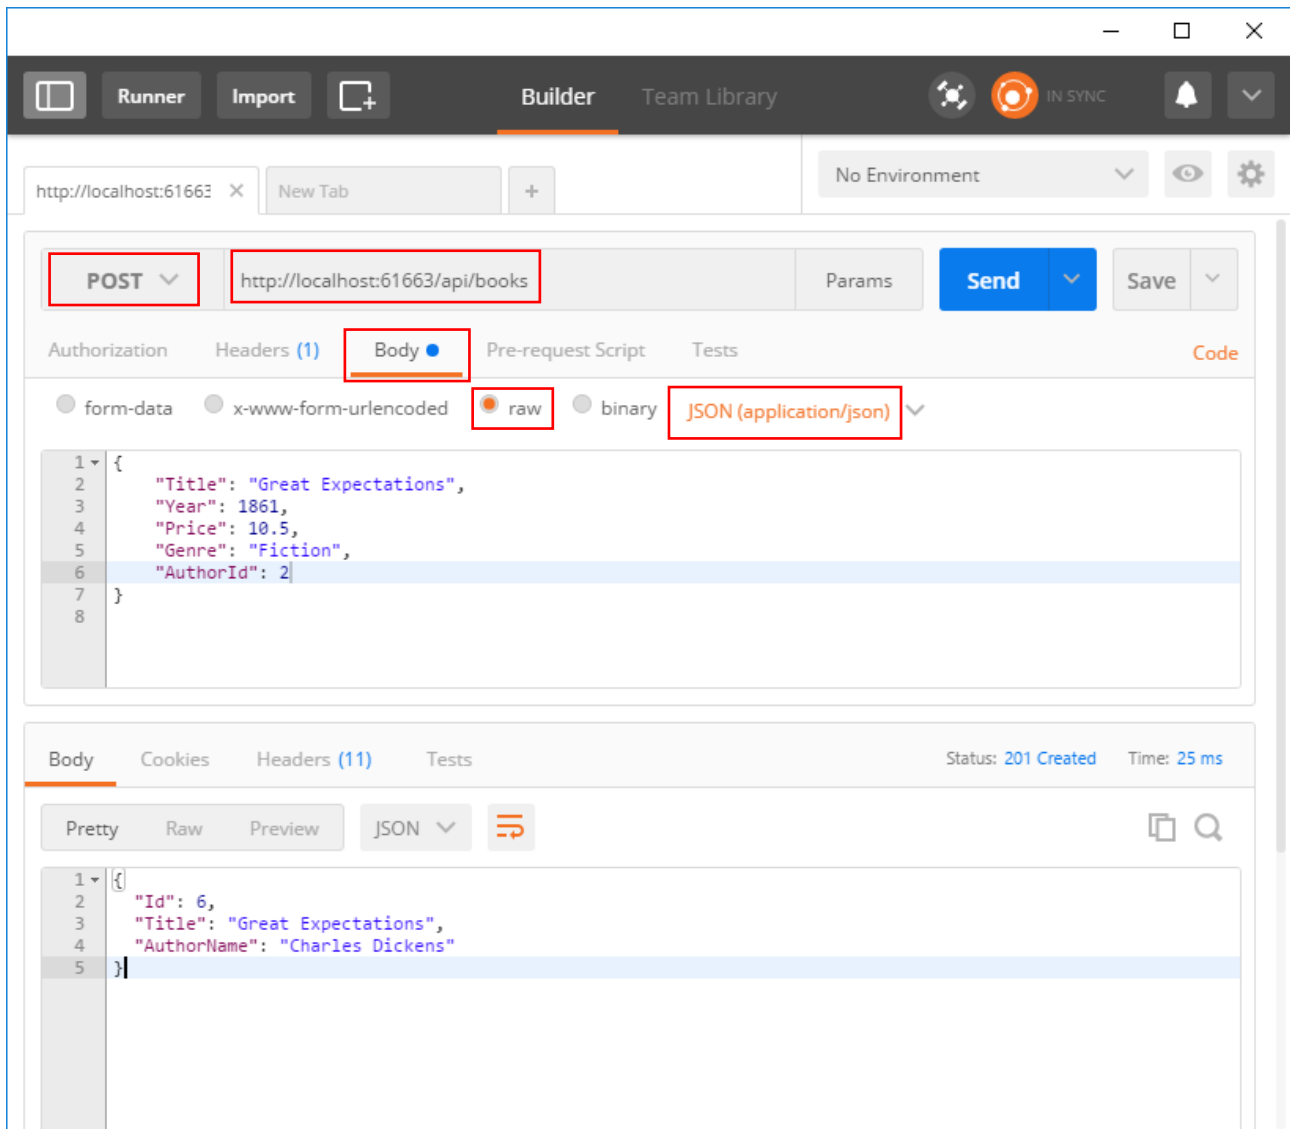 Runner Import Builder Team Library IN SYNC
http://localhost:6166 New Tab + No Environment
POST http://localhost:61663/api/books Params Send Save
Authorization Headers (1) Body Pre-request Script Tests Code
form-data x-www-form-urlencoded raw binary JSON (application/json)
1 {
2 "Title": "Great Expectations",
3 "Year": 1861,
4 "Price": 10.5,
5 "Genre": "Fiction",
6 "AuthorId": 2
7 }
8
Body Cookies Headers (11) Tests Status: 201 Created Time: 25 ms
Pretty Raw Preview JSON
1 {
2 "Id": 6,
3 "Title": "Great Expectations",
4 "AuthorName": "Charles Dickens"
5 }